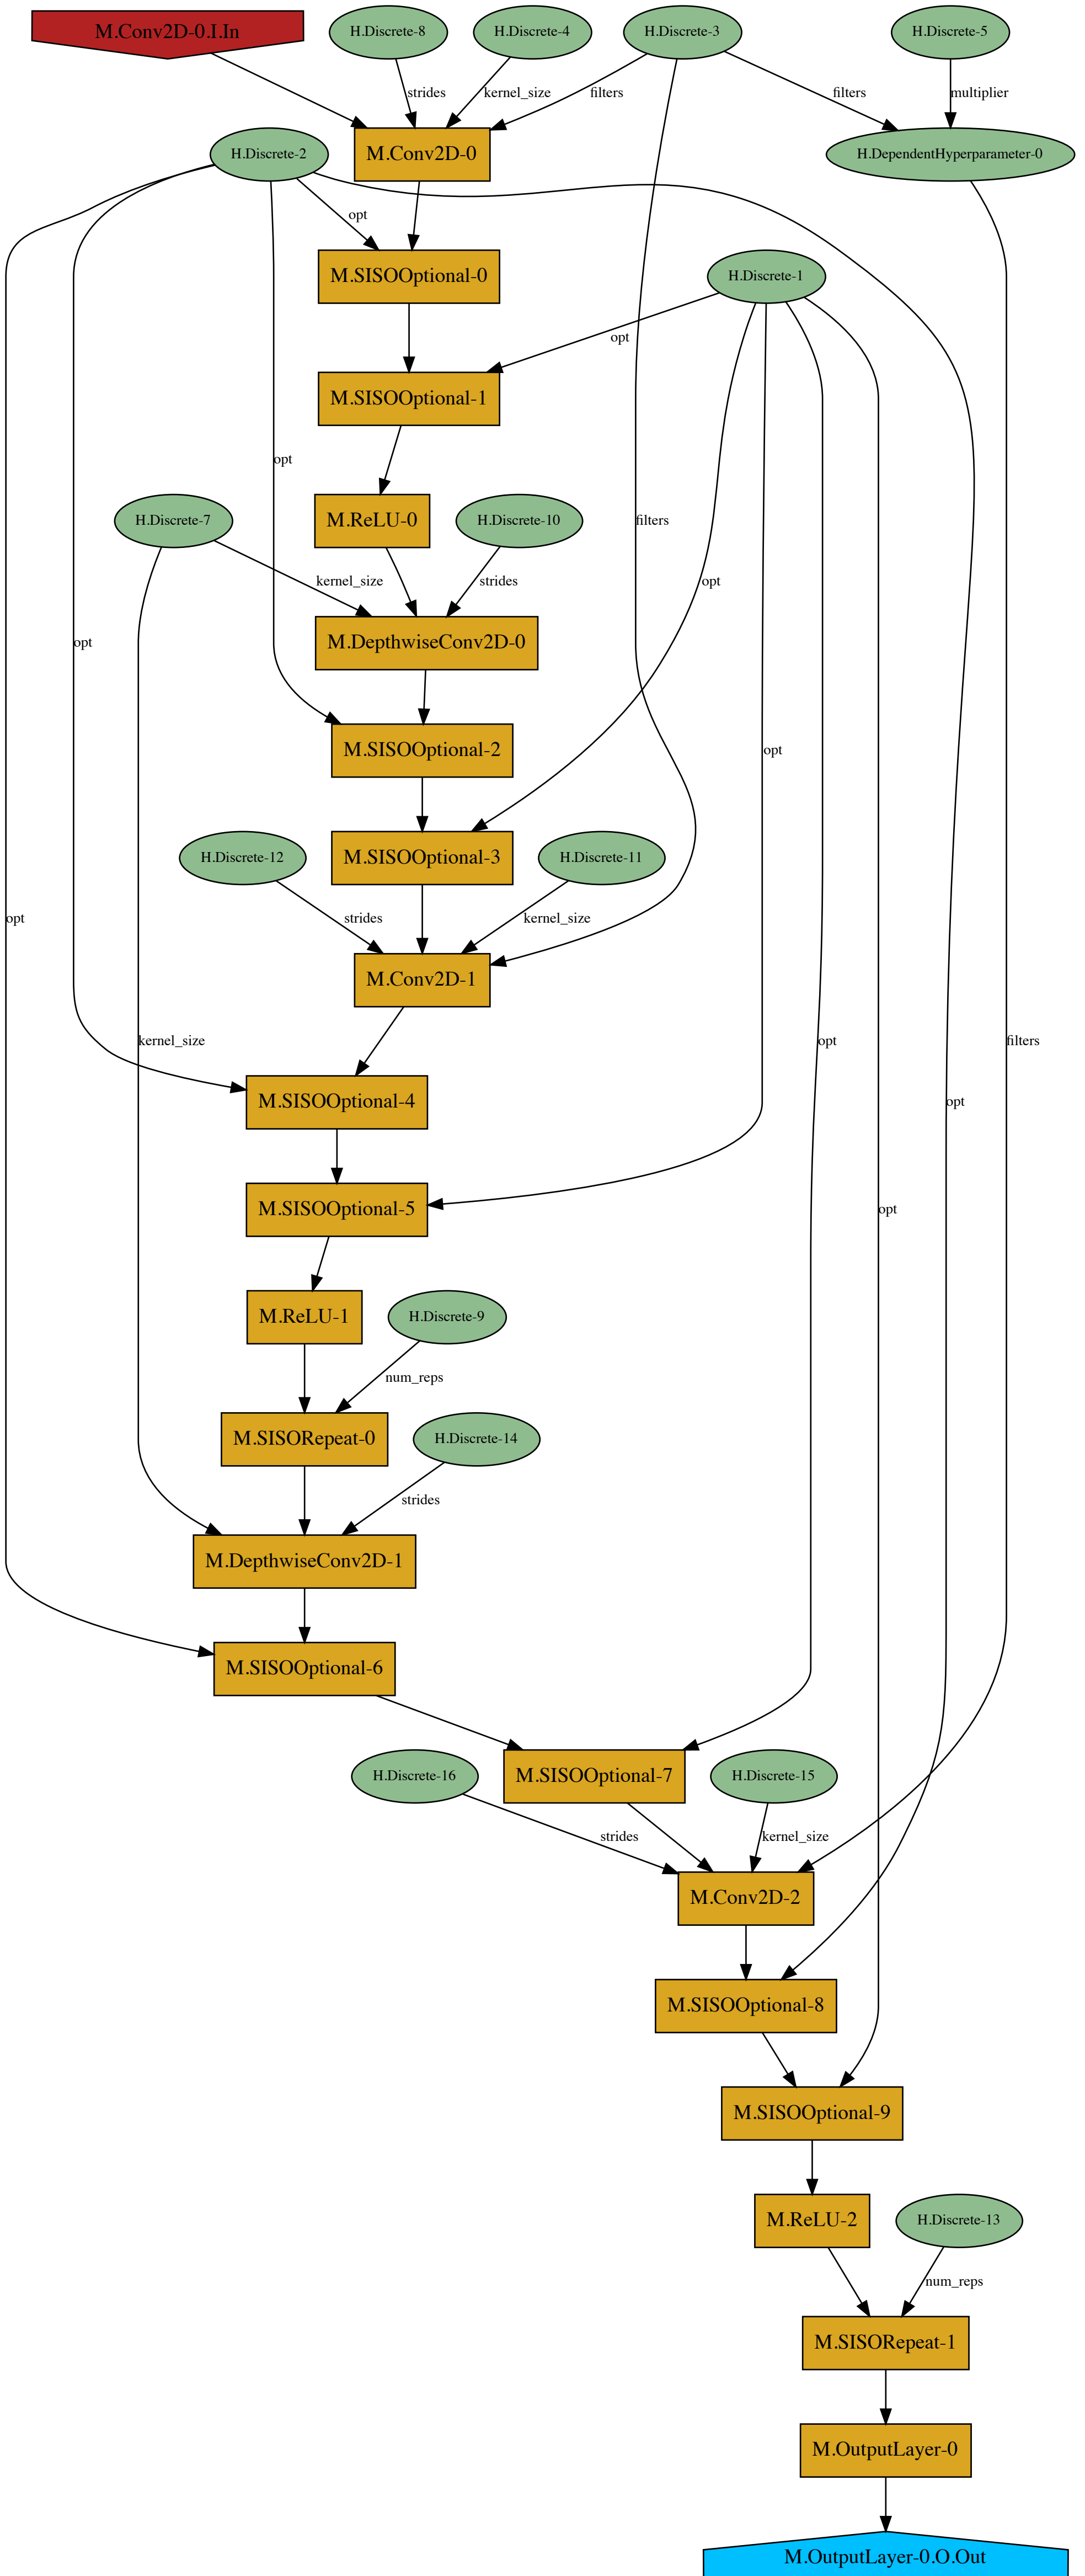 M.Conv2D-0.I.In
H.Discrete-8
H.Discrete-4
H.Discrete-3
H.Discrete-5
strides
kernel_size
filters
filters
multiplier
H.Discrete-2
M.Conv2D-0
H.DependentHyperparameter-0
opt
M.SISOOptional-0
H.Discrete-1
opt
M.SISOOptional-1
opt
H.Discrete-7
M.ReLU-0
H.Discrete-10
filters
kernel_size
strides
opt
opt
M.DepthwiseConv2D-0
M.SISOOptional-2
opt
H.Discrete-12
M.SISOOptional-3
H.Discrete-11
opt
strides
kernel_size
M.Conv2D-1
kernel_size
opt
filters
M.SISOOptional-4
opt
M.SISOOptional-5
opt
M.ReLU-1
H.Discrete-9
num_reps
M.SISORepeat-0
H.Discrete-14
strides
M.DepthwiseConv2D-1
M.SISOOptional-6
H.Discrete-16
M.SISOOptional-7
H.Discrete-15
strides
kernel_size
M.Conv2D-2
M.SISOOptional-8
M.SISOOptional-9
M.ReLU-2
H.Discrete-13
num_reps
M.SISORepeat-1
M.OutputLayer-0
M.OutputLayer-0.O.Out